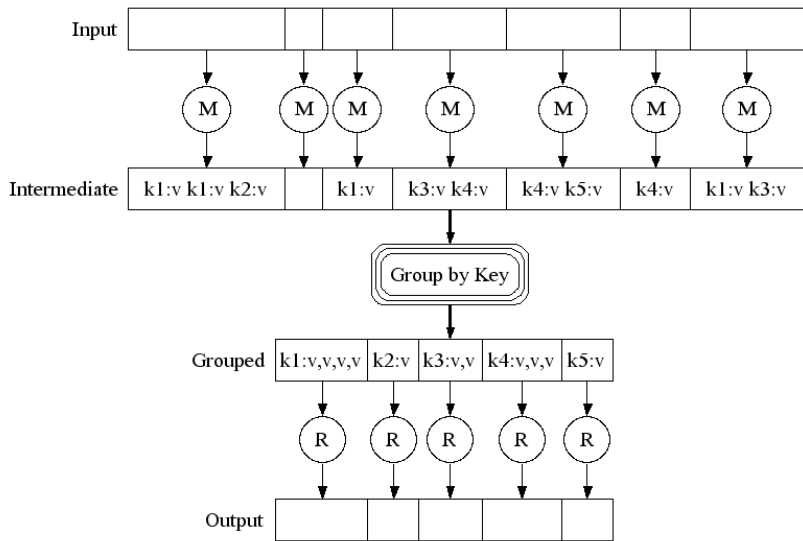 Input
M M M M M M M
Intermediate k1:v k1:v k2:v k1:v k3:v k4:v k4:v k5:v k4:v k1:v k3:v
Group by Key
Grouped k1:v,v,v,v k2:v k3:v,v k4:v,v,v k5:v
R R R R R
Output